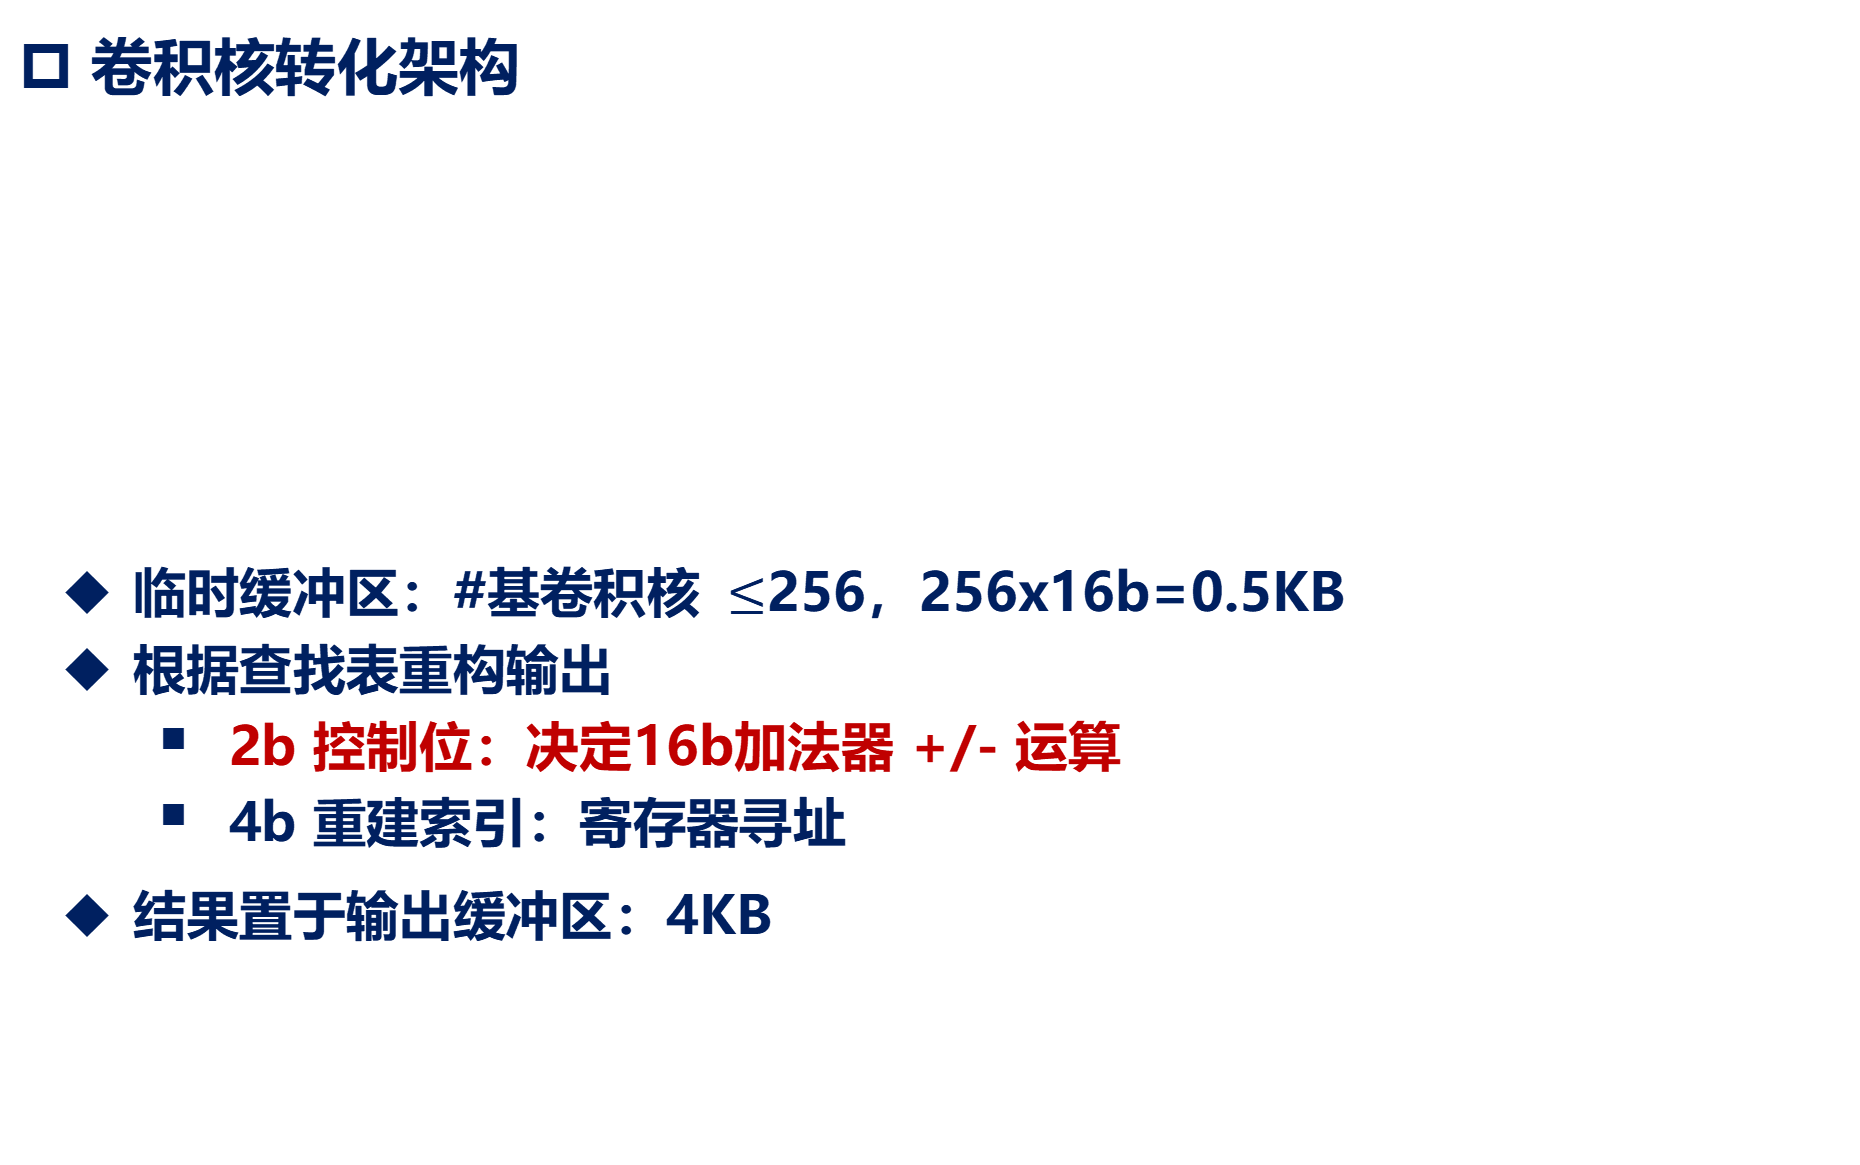 卷积核转化架构
临时缓冲区：#基卷积核 ≤256，256x16b=0.5KB
根据查找表重构输出
2b 控制位：决定16b加法器 +/- 运算
4b 重建索引：寄存器寻址
结果置于输出缓冲区：4KB